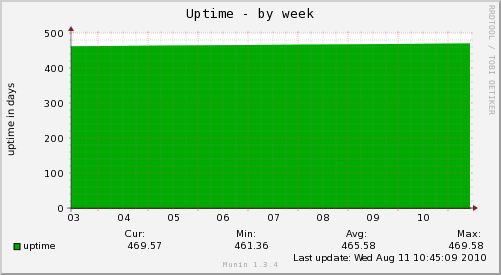 Uptime - by week
RRDTOOL / TOBI OETIKER
uptime in days
500
400
300
200
100
0
03 04 05 06 07 08 09 10
Cur: Min: Avg: Max:
uptime 469.57 461.36 465.58 469.58
Last update: Wed Aug 11 10:45:09 2010
Munin 1.3.4